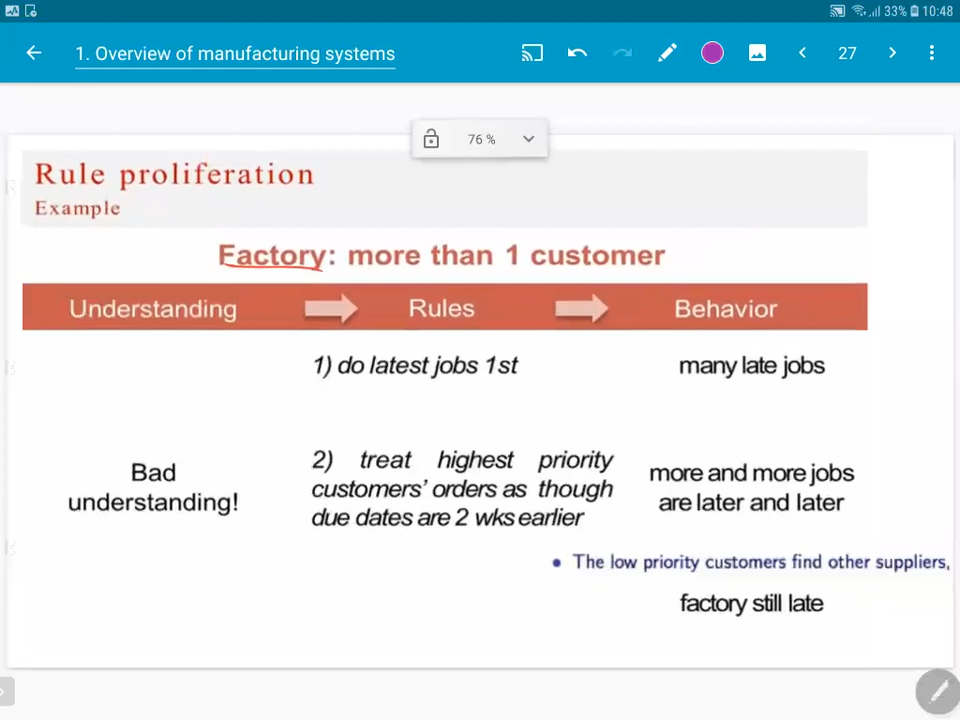 33% 10:48
1. Overview of manufacturing systems
27
76 %
Rule proliferation
Example
Factory: more than 1 customer
Understanding Rules Behavior
1) do latest jobs 1st many late jobs
2) treat highest priority
customers' orders as though
due dates are 2 wks earlier
Bad
understanding!
more and more jobs
are later and later
• The low priority customers find other suppliers,
factory still late